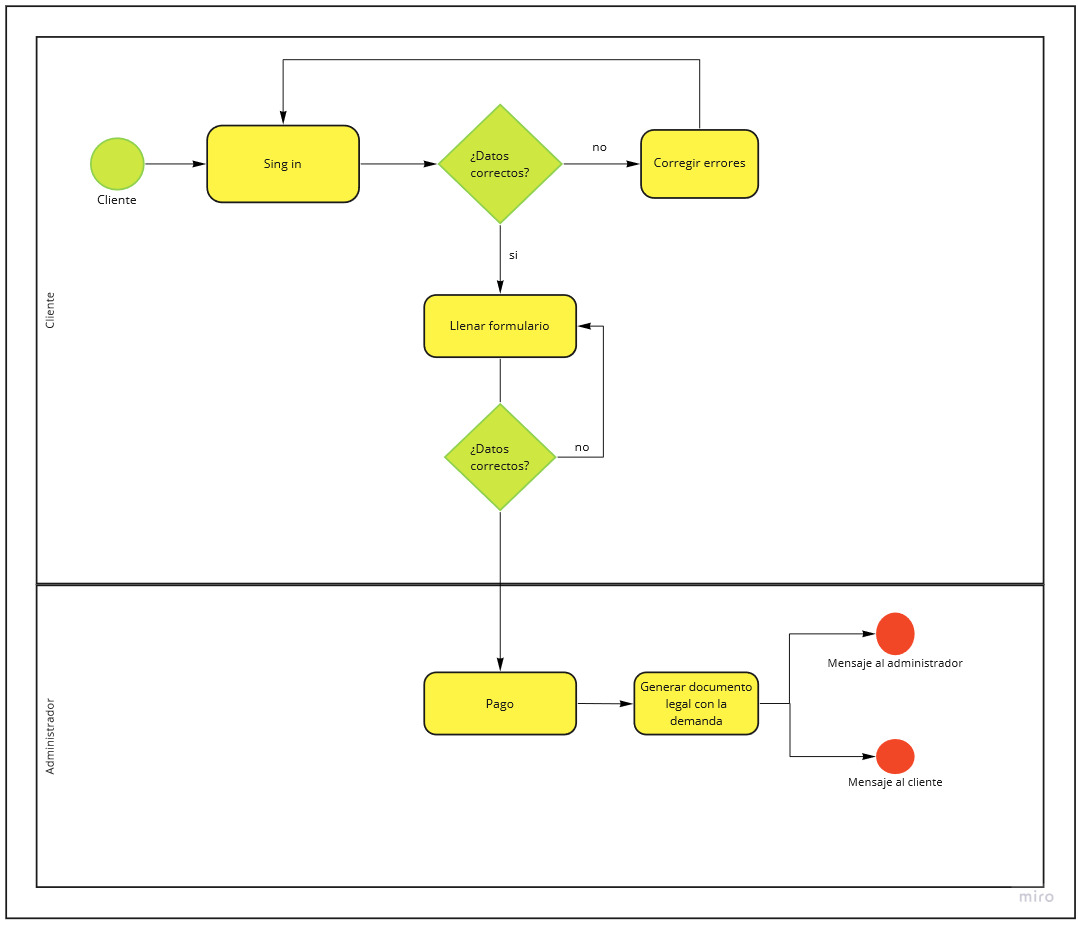 Cliente
Sing in
¿Datos
correctos?
no
Corregir errores
Cliente
si
Llenar formulario
¿Datos
correctos?
no
Administrador
Pago
Generar documento
legal con la
demanda
Mensaje al administrador
Mensaje al cliente
miro